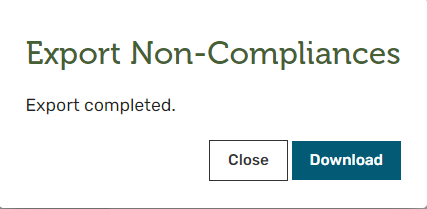 Export Non-Compliances
Export completed.
Close
Download